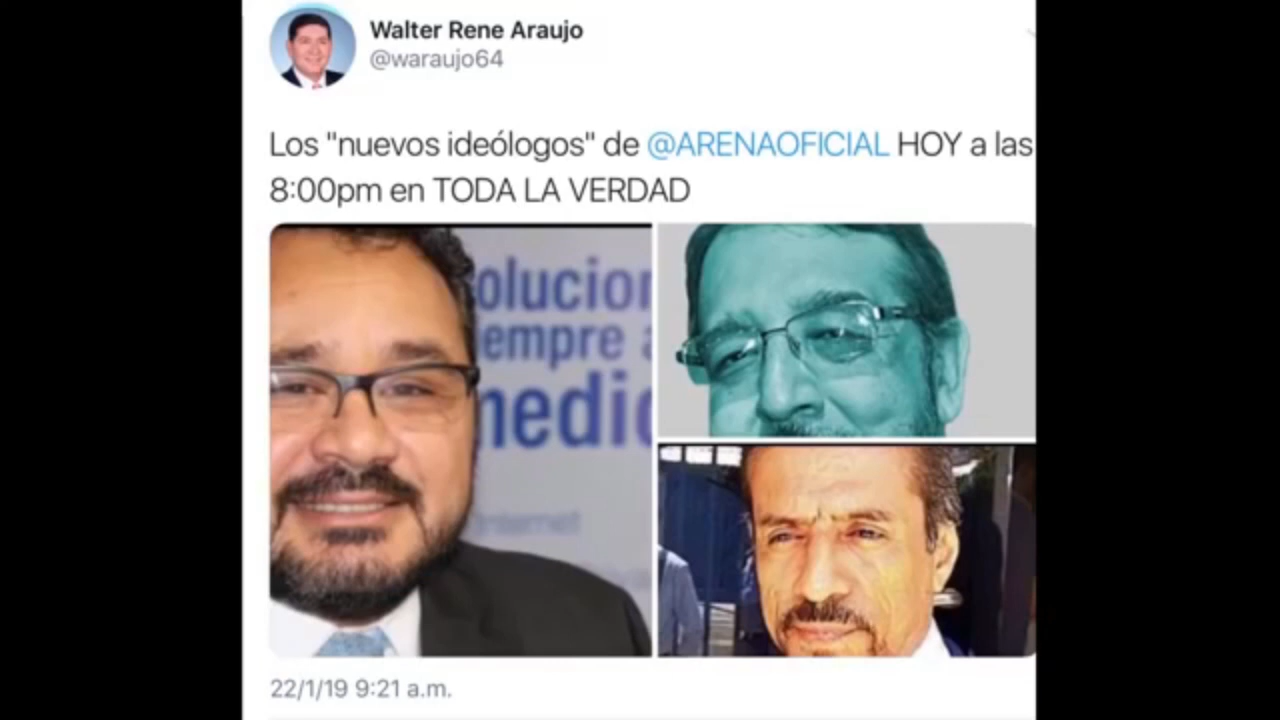 Walter Rene Araujo
@waraujo64
Los "nuevos ideólogos" de @ARENAOFICIAL HOY a las
8:00pm en TODA LA VERDAD
olucion
empre a
medic
internet
22/1/19 9:21 a.m.